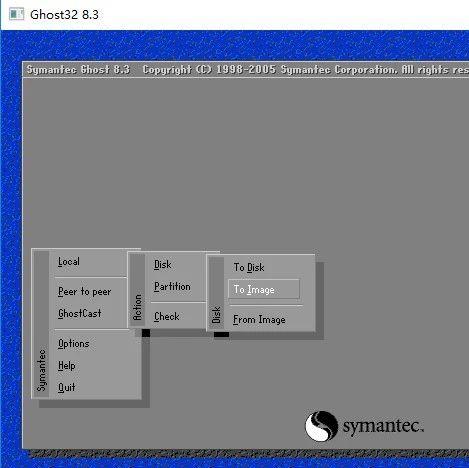 Ghost32 8.3
Symantec Ghost 8.3 Copyright (C) 1998-2005 Symantec Corporation. All rights res
Local
Peer to peer
GhostCast
Options
Help
Quit
Symantec
Disk
Partition
Check
Action
To Disk
To Image
From Image
Disk
symantec™